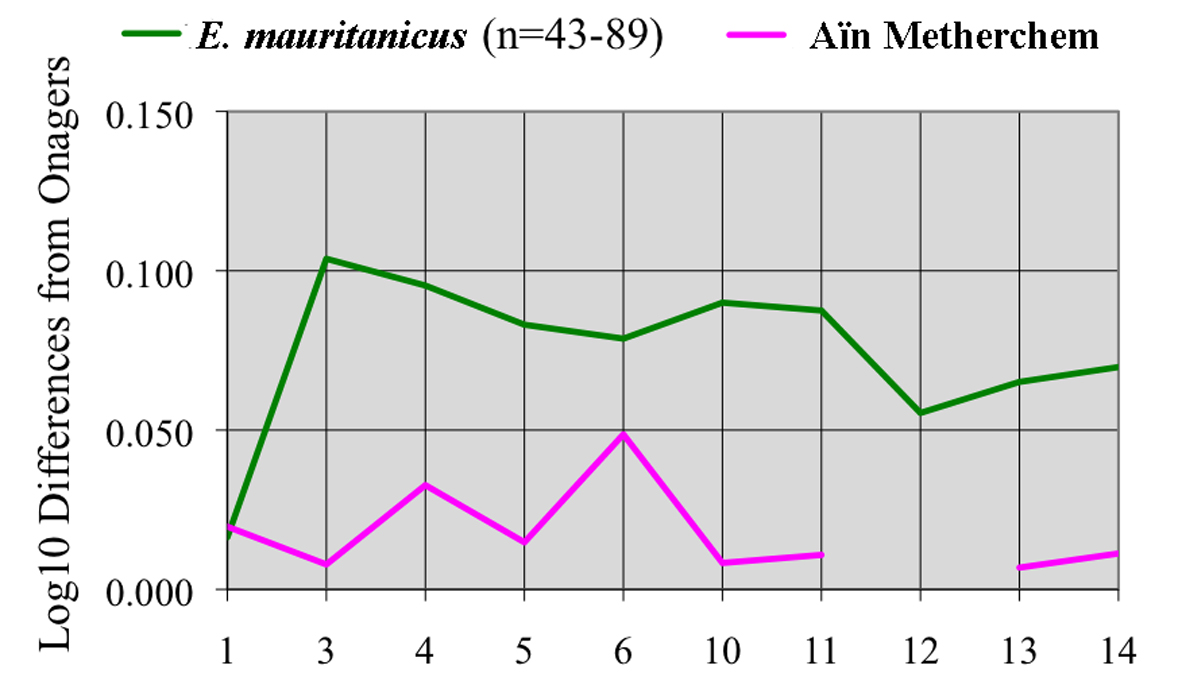 E. mauritanicus (n=43-89) Aïn Metherchem
Log10 Differences from Onagers
0.150
0.100
0.050
0.000
1 3 4 5 6 10 11 12 13 14